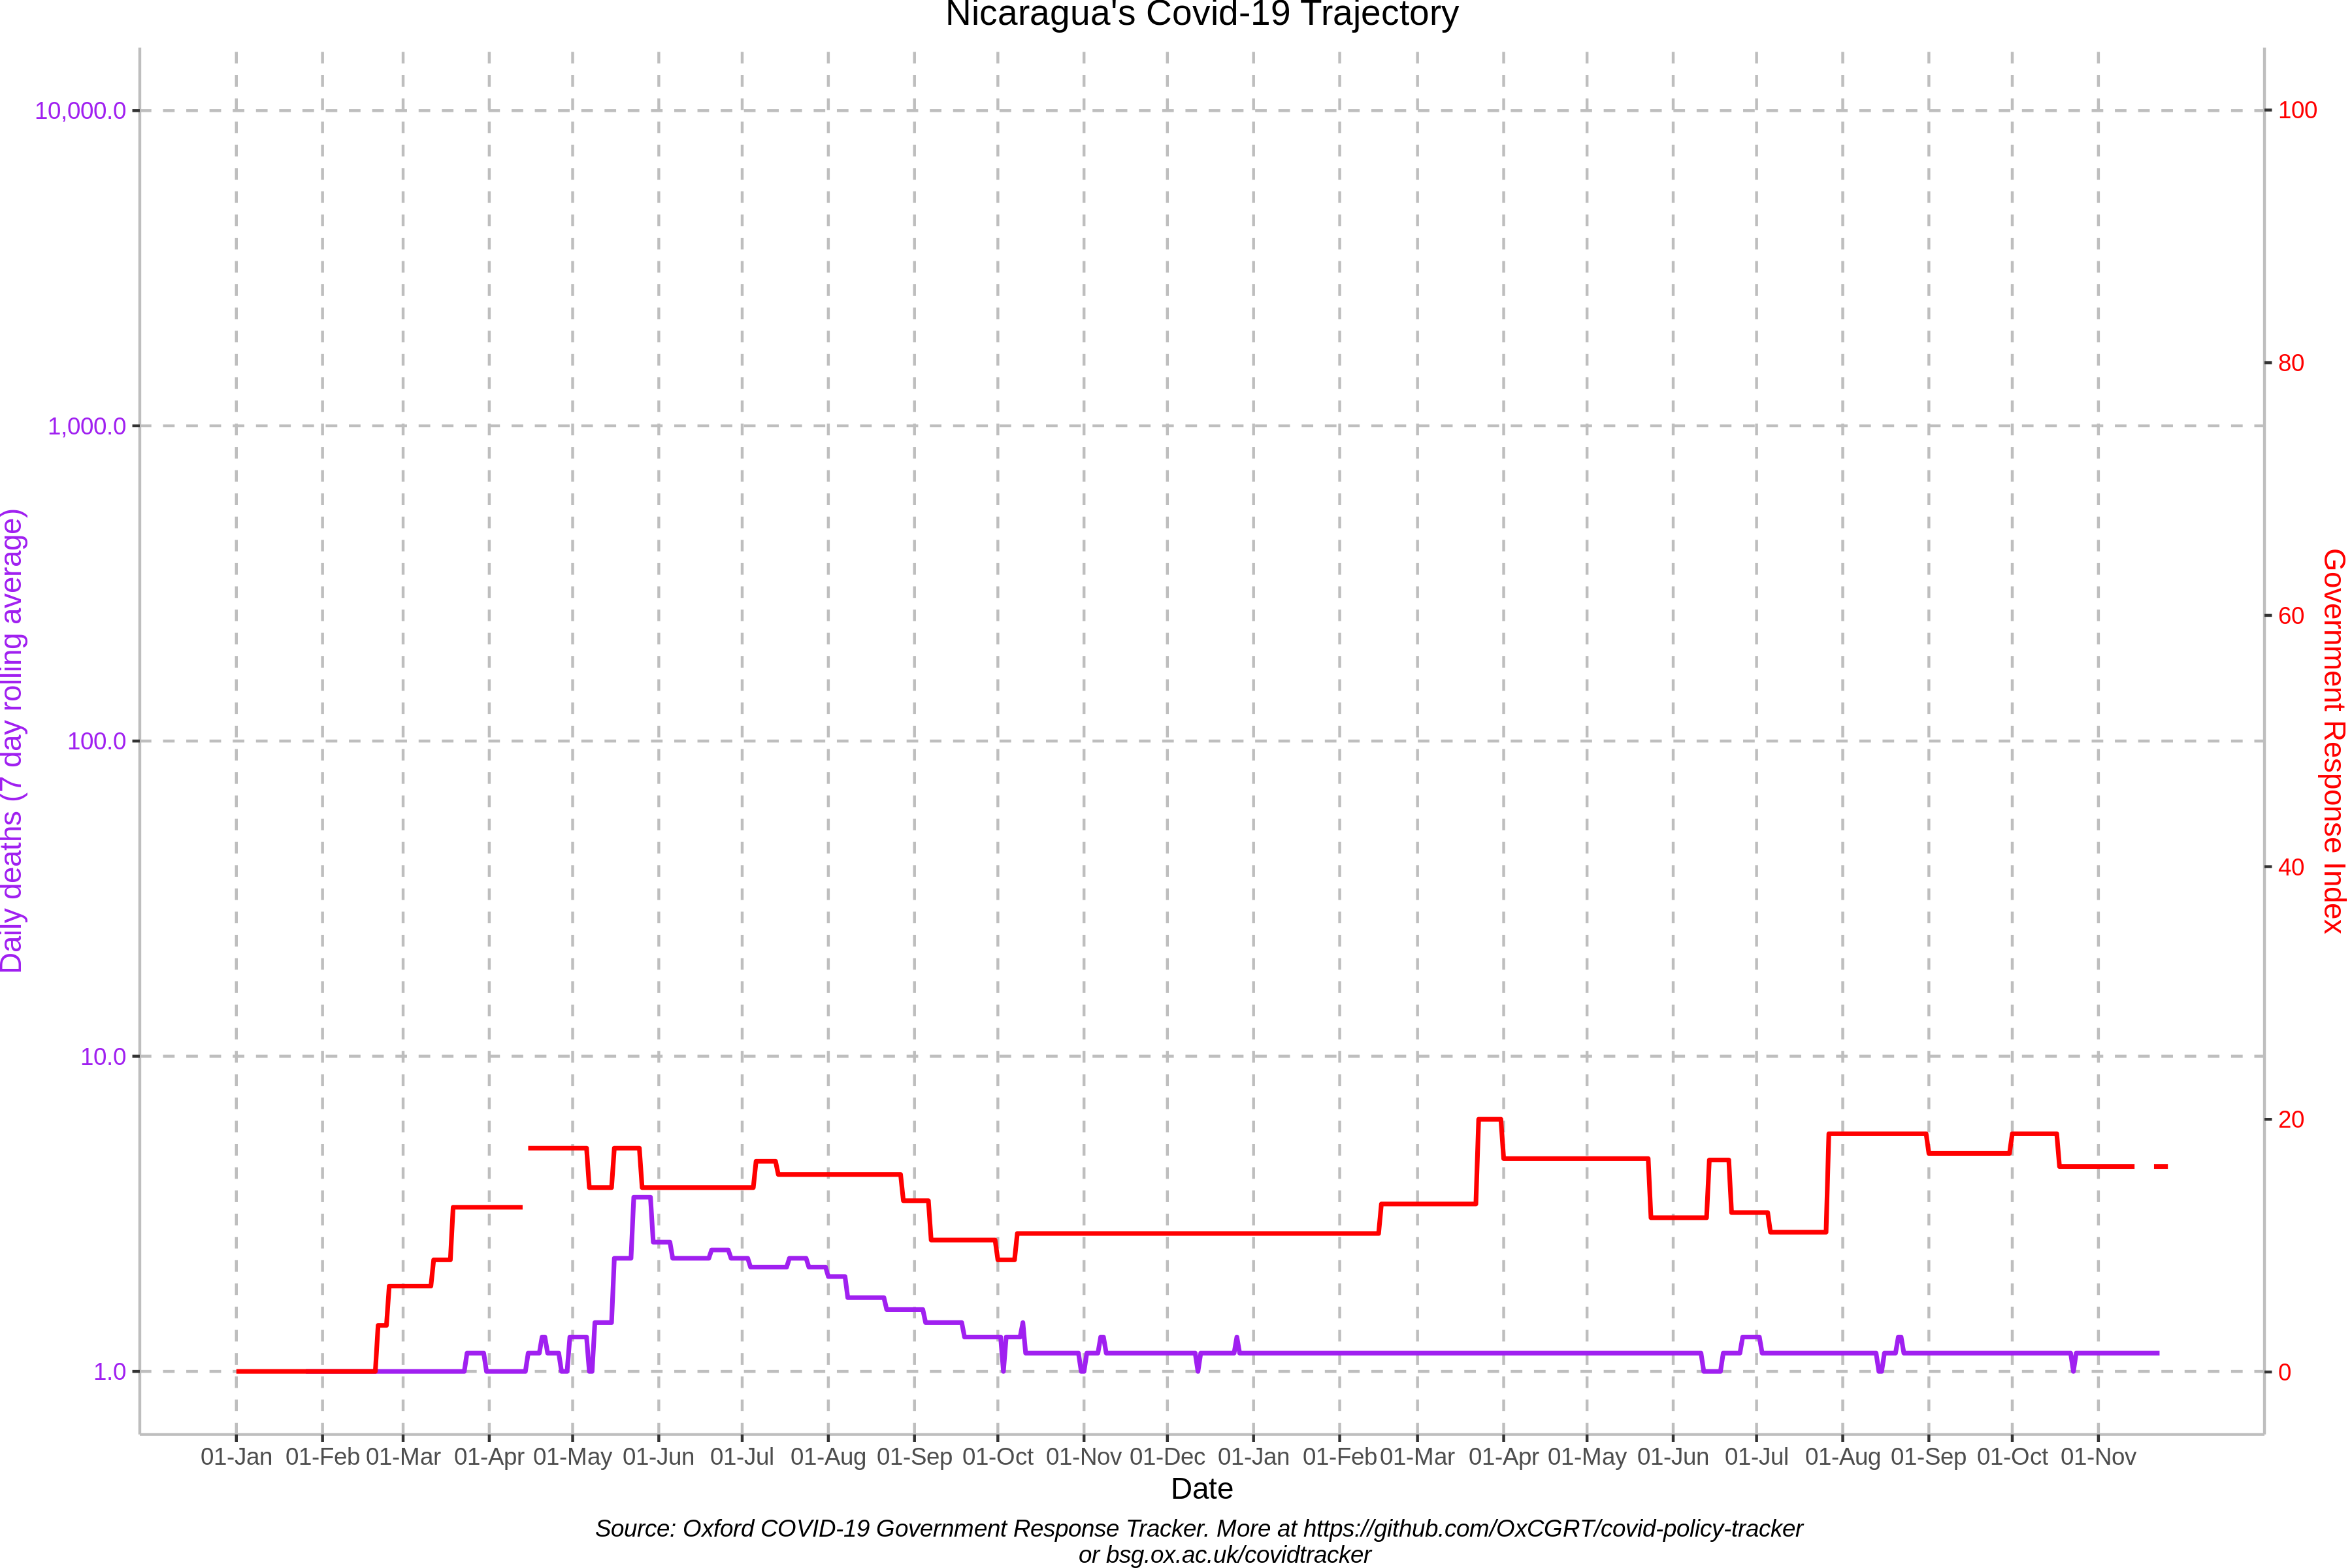 Nicaragua's Covid-19 Trajectory
10,000.0
1,000.0
100.0
10.0
1.0
Daily deaths (7 day rolling average)
100
80
60
40
20
0
Government Response Index
01-Jan 01-Feb 01-Mar 01-Apr 01-May 01-Jun 01-Jul 01-Aug 01-Sep 01-Oct 01-Nov 01-Dec 01-Jan 01-Feb 01-Mar 01-Apr 01-May 01-Jun 01-Jul 01-Aug 01-Sep 01-Oct 01-Nov
Date
Source: Oxford COVID-19 Government Response Tracker. More at https://github.com/OxCGRT/covid-policy-tracker
or bsg.ox.ac.uk/covidtracker